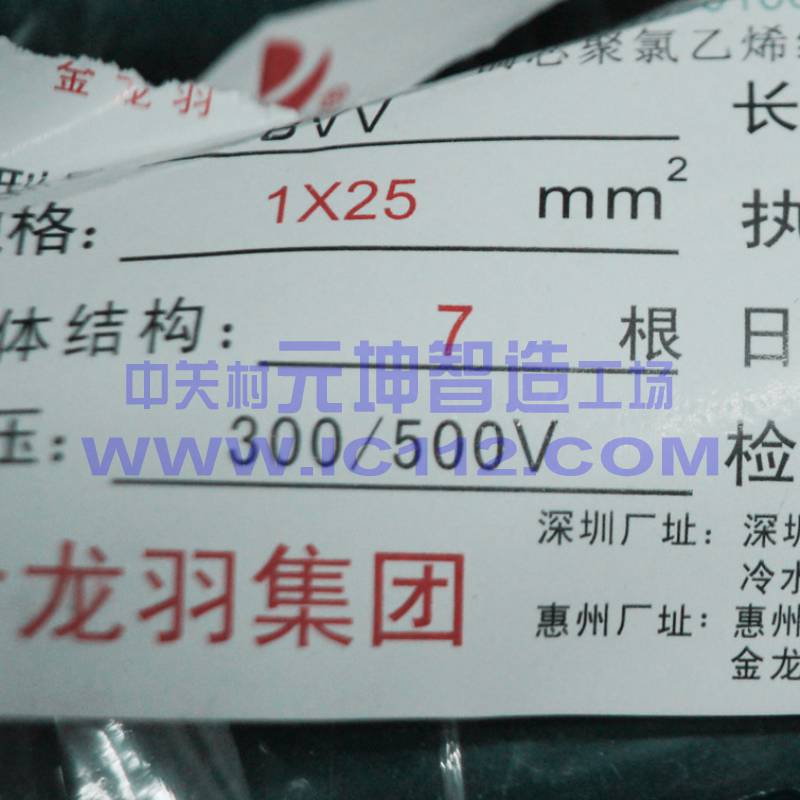 金龙羽
芯聚氯乙烯
BVV
长
格: 1X25 mm²
执
体结构: 7 根
日
中关村元坤智造工场
压: 300/500V
www.ic112.com
检
龙羽集团
深圳厂址: 深圳
冷水
惠州厂址: 惠州
金龙